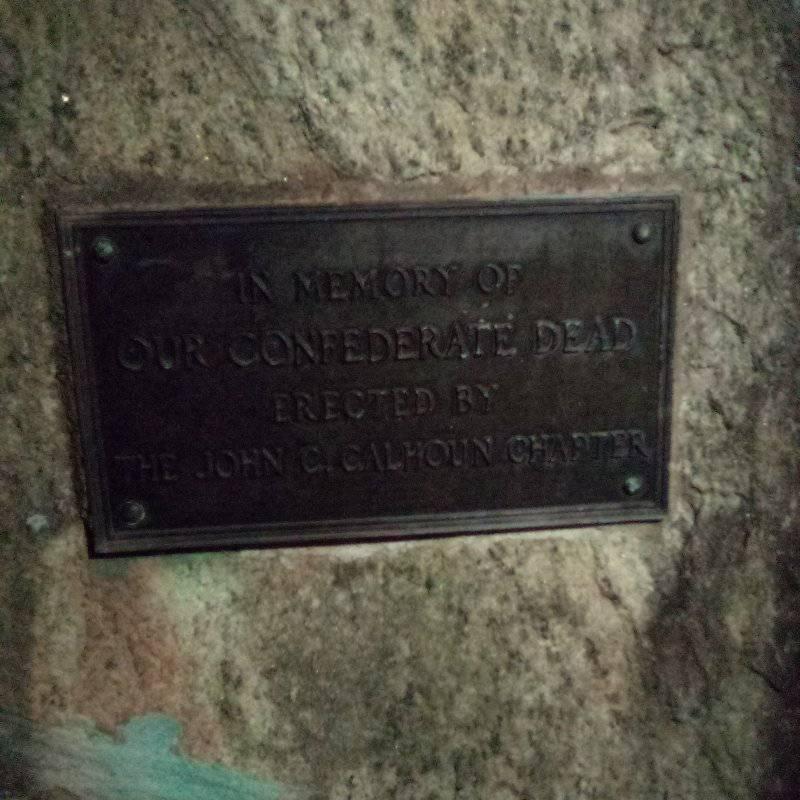 IN MEMORY OF
OUR CONFEDERATE DEAD
ERECTED BY
THE JOHN C. CALHOUN CHAPTER